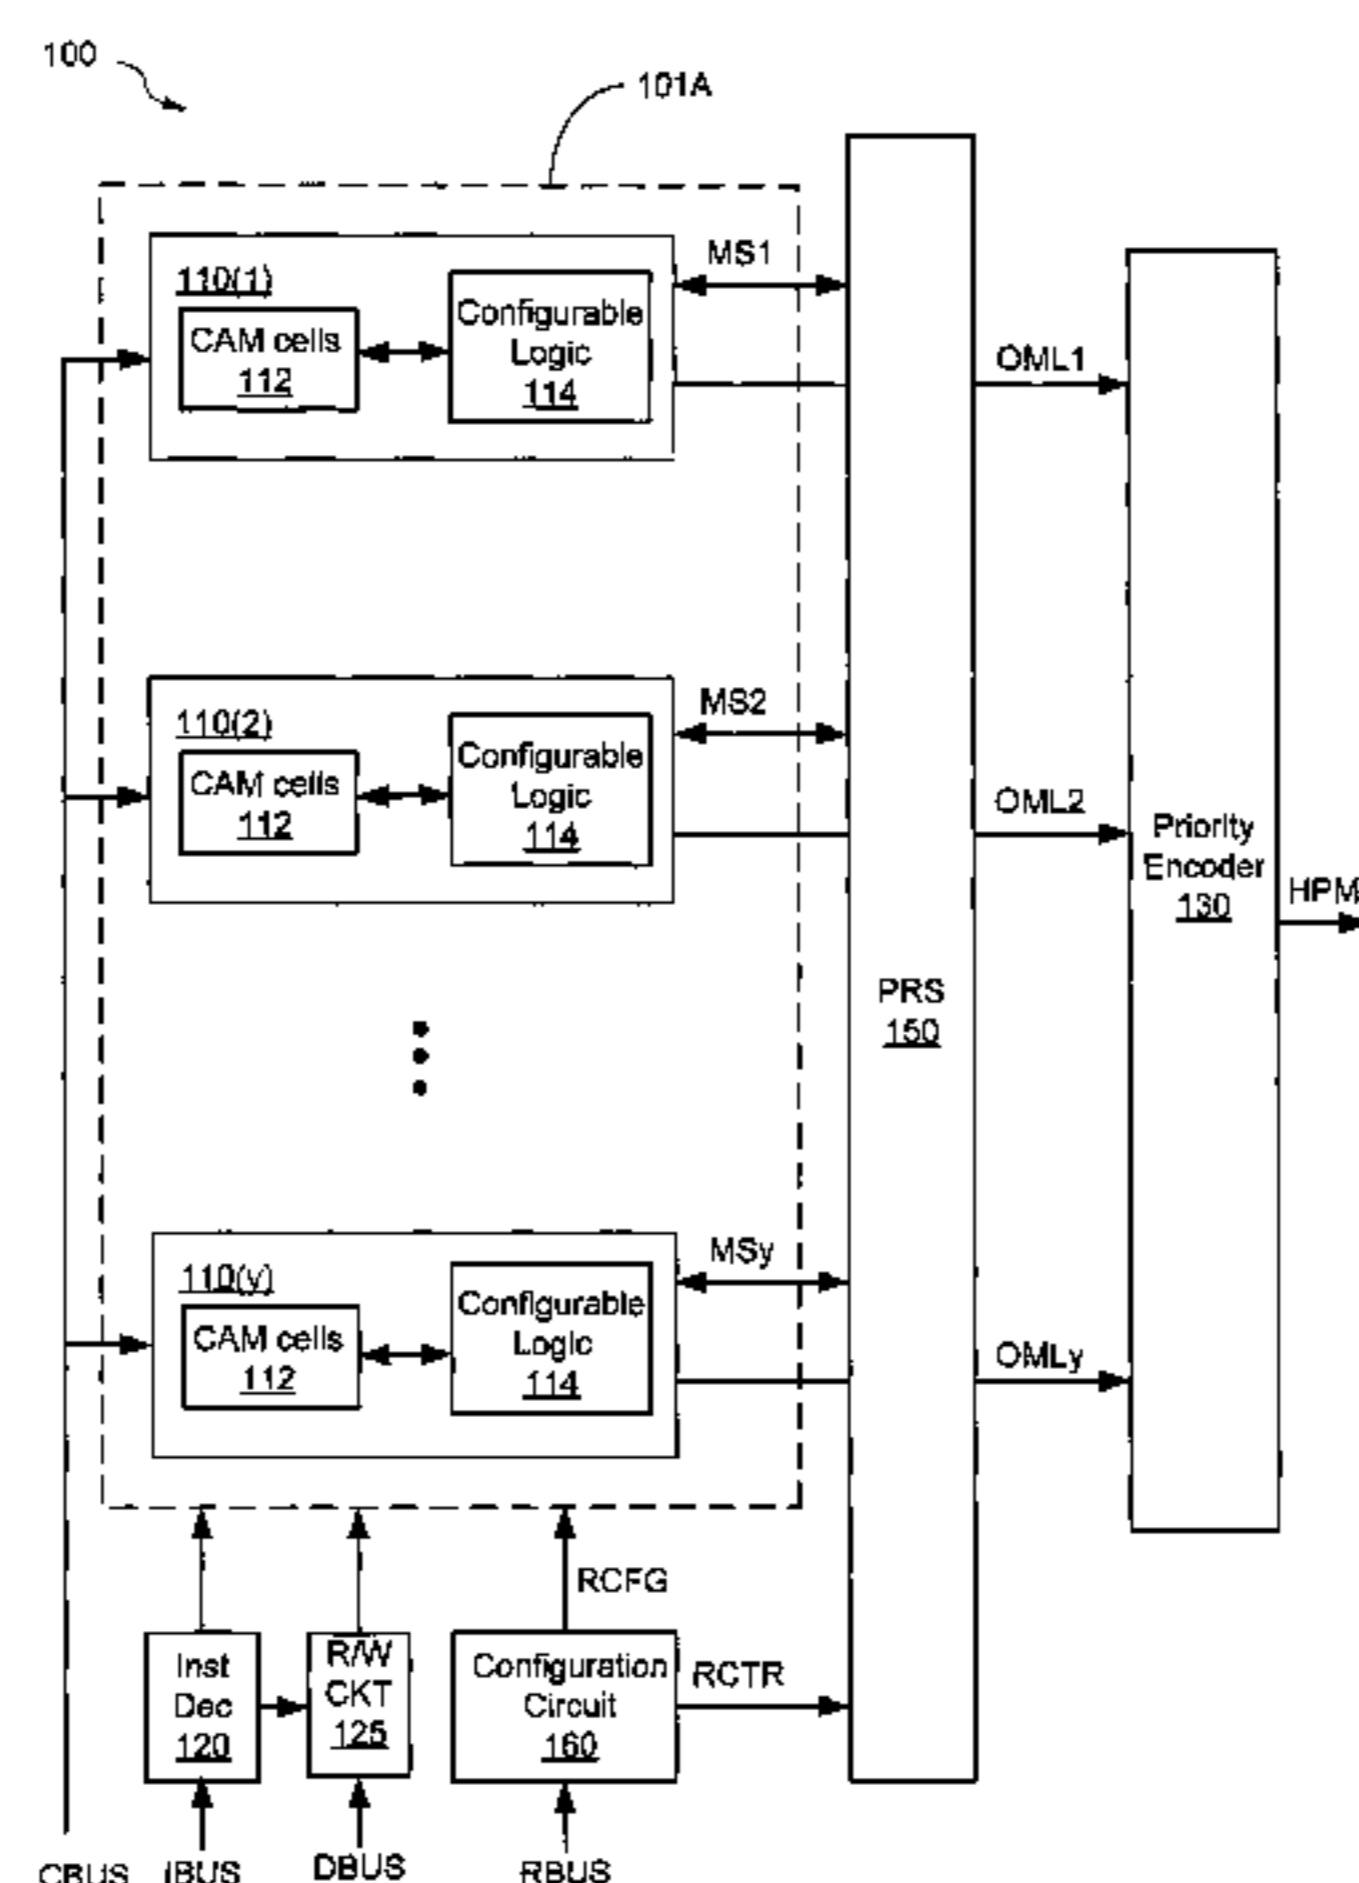 100
101A
110(1)
CAM cells
112
Configurable
Logic
114
MS1
OML1
110(2)
CAM cells
112
Configurable
Logic
114
MS2
OML2
Priority
Encoder
130
HPM
PRS
150
110(y)
CAM cells
112
Configurable
Logic
114
MSy
OMLy
RCFG
Inst
Dec
120
R/W
CKT
125
Configuration
Circuit
160
RCTR
CBUS
IBUS
DBUS
RBUS